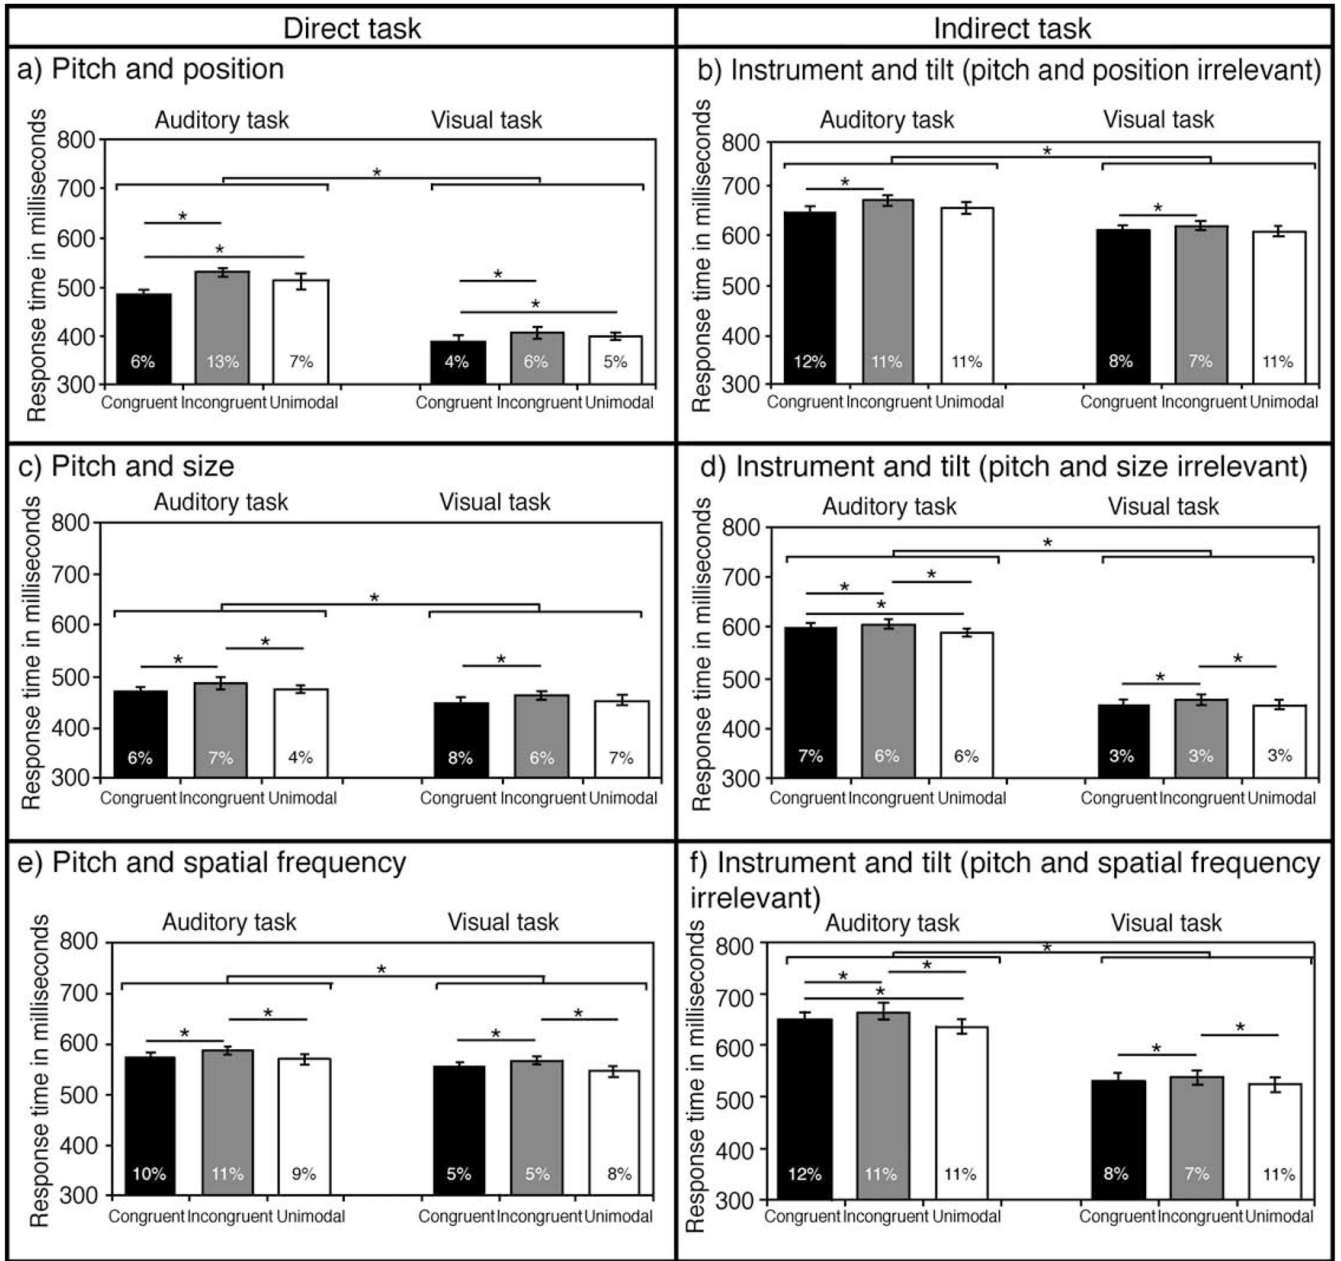 Direct task
Indirect task
a) Pitch and position
Auditory task Visual task
Response time in milliseconds
800
700
600
500
400
300
* * * * *
6% 13% 7% 4% 6% 5%
Congruent Incongruent Unimodal Congruent Incongruent Unimodal
b) Instrument and tilt (pitch and position irrelevant)
Auditory task Visual task
Response time in milliseconds
800
700
600
500
400
300
* * *
12% 11% 11% 8% 7% 11%
Congruent Incongruent Unimodal Congruent Incongruent Unimodal
c) Pitch and size
Auditory task Visual task
Response time in milliseconds
800
700
600
500
400
300
* * * *
6% 7% 4% 8% 6% 7%
Congruent Incongruent Unimodal Congruent Incongruent Unimodal
d) Instrument and tilt (pitch and size irrelevant)
Auditory task Visual task
Response time in milliseconds
800
700
600
500
400
300
* * * * * *
7% 6% 6% 3% 3% 3%
Congruent Incongruent Unimodal Congruent Incongruent Unimodal
e) Pitch and spatial frequency
Auditory task Visual task
Response time in milliseconds
800
700
600
500
400
300
* * * * *
10% 11% 9% 5% 5% 8%
Congruent Incongruent Unimodal Congruent Incongruent Unimodal
f) Instrument and tilt (pitch and spatial frequency
irrelevant)
Auditory task Visual task
Response time in milliseconds
800
700
600
500
400
300
* * * * * *
12% 11% 11% 8% 7% 11%
Congruent Incongruent Unimodal Congruent Incongruent Unimodal